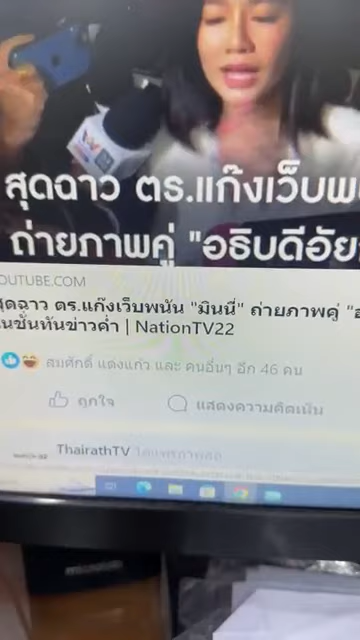 สุดฉาว ตร.แก๊งเว็บพ
ถ่ายภาพคู่ "อธิบดีอัย
OUTUBE.COM
สุดฉาว ตร.แก๊งเว็บพนัน "มินนี่" ถ่ายภาพคู่ "อ
นชั่นทันข่าวค่ำ | NationTV22
สมศักดิ์ แดงแก้ว และ คนอื่นๆ อีก 46 คน
ถูกใจ แสดงความคิดเห็น
ThairathTV